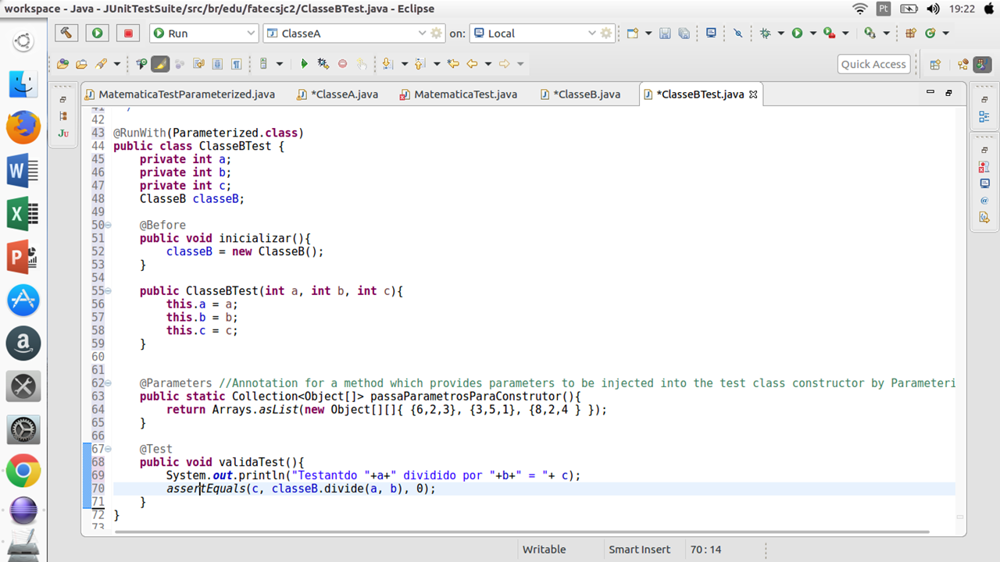 workspace - Java - JUnitTestSuite/src/br/edu/fatecsjc2/ClasseBTest.java - Eclipse
Pt
19:22
Run
ClasseA
on:
Local
Quick Access
MatematicaTestParameterized.java
*ClasseA.java
MatematicaTest.java
*ClasseB.java
*ClasseBTest.java
42
43 @RunWith(Parameterized.class)
44 public class ClasseBTest {
45 private int a;
46 private int b;
47 private int c;
48 ClasseB classeB;
49
50 @Before
51 public void inicializar(){
52 classeB = new ClasseB();
53 }
54
55 public ClasseBTest(int a, int b, int c){
56 this.a = a;
57 this.b = b;
58 this.c = c;
59 }
60
61
62 @Parameters //Annotation for a method which provides parameters to be injected into the test class constructor by Parameteri
63 public static Collection<Object[]> passaParametrosParaConstrutor(){
64 return Arrays.asList(new Object[][]{ {6,2,3}, {3,5,1}, {8,2,4 } });
65 }
66
67 @Test
68 public void validaTest(){
69 System.out.println("Testantdo "+a+" dividido por "+b+" = "+ c);
70 assertEquals(c, classeB.divide(a, b), 0);
71 }
72 }
73
Writable
Smart Insert
70 : 14